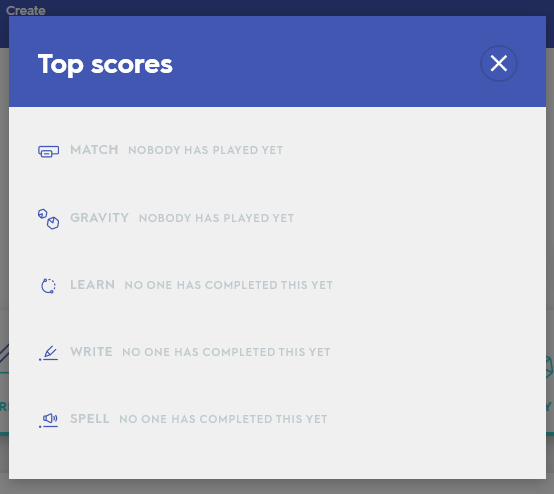 Create
Top scores
MATCH NOBODY HAS PLAYED YET
GRAVITY NOBODY HAS PLAYED YET
LEARN NO ONE HAS COMPLETED THIS YET
WRITE NO ONE HAS COMPLETED THIS YET
SPELL NO ONE HAS COMPLETED THIS YET